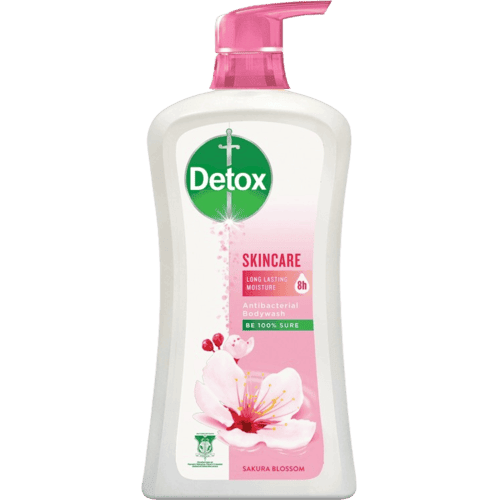 Detox
SKINCARE
LONG LASTING
MOISTURE
8h
Antibacterial
Bodywash
BE 100% SURE
SAKURA BLOSSOM